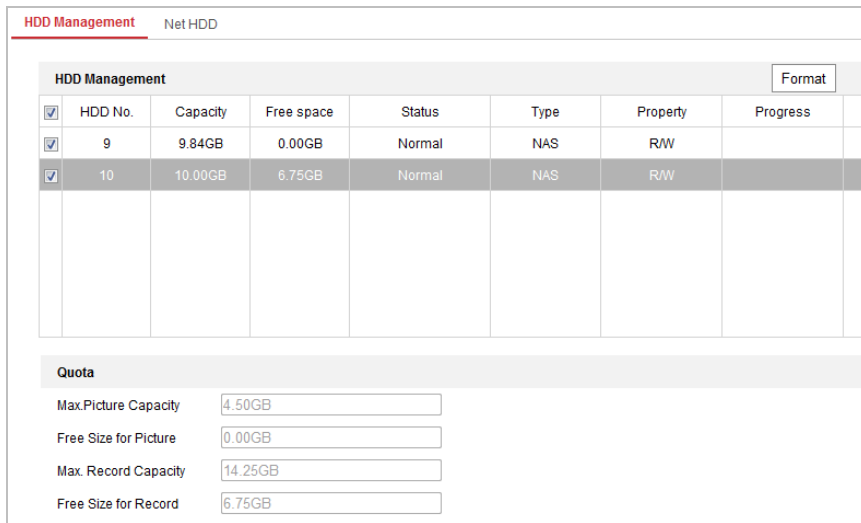 HDD Management Net HDD
HDD Management Format
HDD No. Capacity Free space Status Type Property Progress
9 9.84GB 0.00GB Normal NAS R/W
10 10.00GB 6.75GB Normal NAS R/W
Quota
Max.Picture Capacity 4.50GB
Free Size for Picture 0.00GB
Max. Record Capacity 14.25GB
Free Size for Record 6.75GB